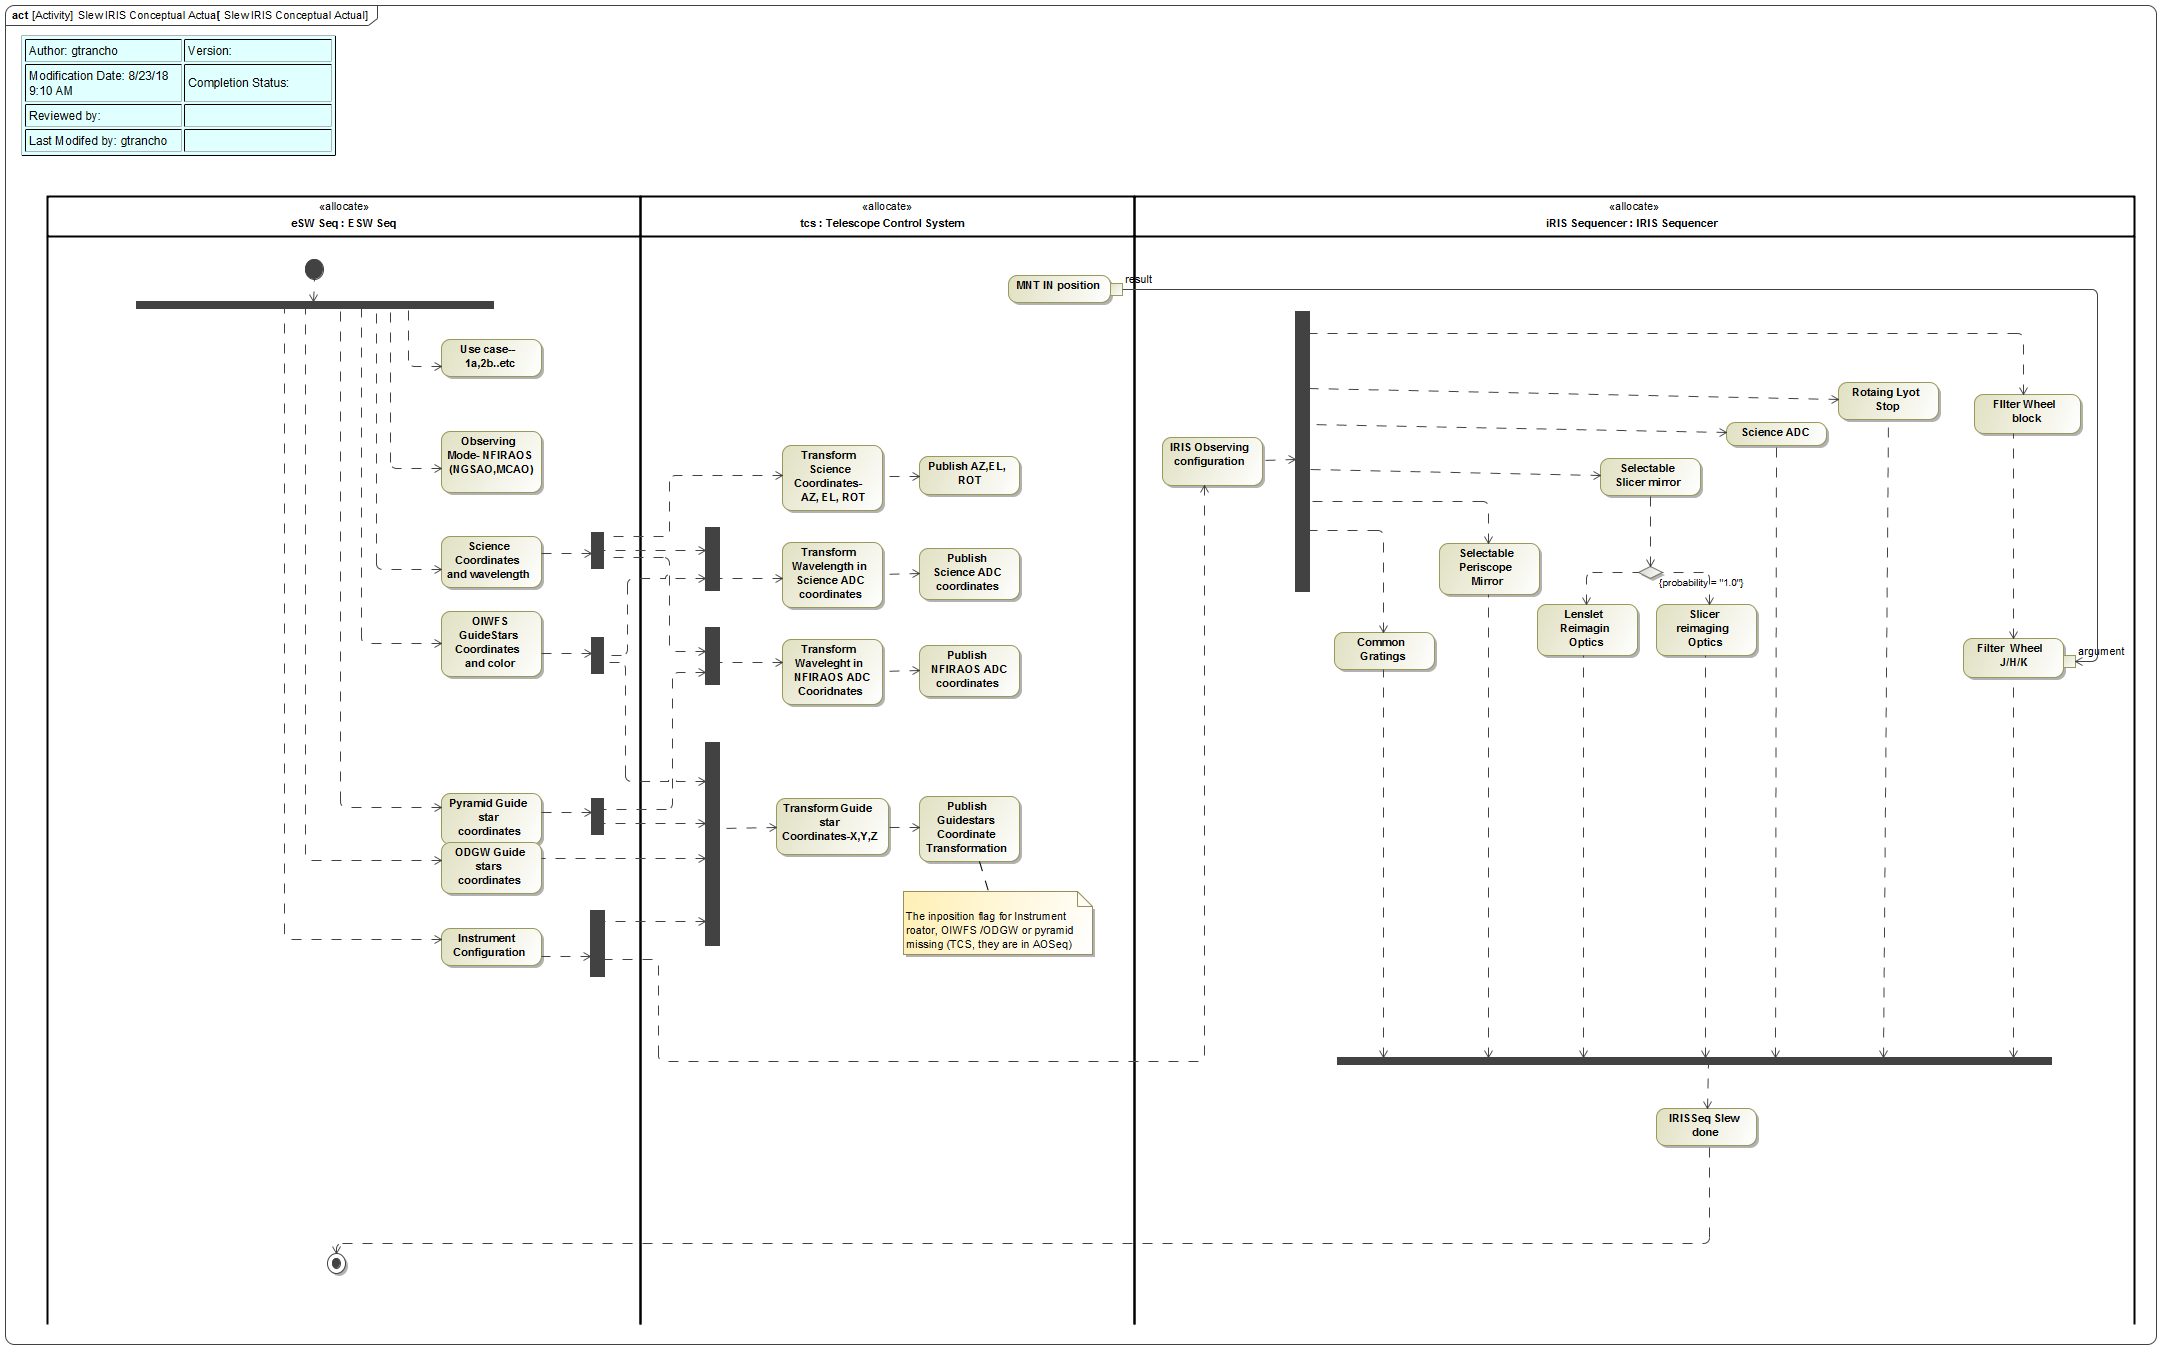 act [Activity] Slew IRIS Conceptual Actual[ Slew IRIS Conceptual Actual]
Author: gtrancho
Version:
Modification Date: 8/23/18
9:10 AM
Completion Status:
Reviewed by:
Last Modifed by: gtrancho
«allocate»
eSW Seq : ESW Seq
«allocate»
tcs : Telescope Control System
«allocate»
iRIS Sequencer : IRIS Sequencer
MNT IN position
result
Use case--
1a,2b..etc
Observing
Mode- NFIRAOS
(NGSAO,MCAO)
Science
Coordinates
and wavelength
OIWFS
GuideStars
Coordinates
and color
Pyramid Guide
star
coordinates
ODGW Guide
stars
coordinates
Instrument
Configuration
Transform
Science
Coordinates-
AZ, EL, ROT
Publish AZ,EL,
ROT
Transform
Wavelength in
Science ADC
coordinates
Publish
Science ADC
coordinates
Transform
Waveleght in
NFIRAOS ADC
Cooridnates
Publish
NFIRAOS ADC
coordinates
Transform Guide
star
Coordinates-X,Y,Z
Publish
Guidestars
Coordinate
Transformation
The inposition flag for Instrument
roator, OIWFS /ODGW or pyramid
missing (TCS, they are in AOSeq)
IRIS Observing
configuration
Rotaing Lyot
Stop
FIlter Wheel
block
Science ADC
Selectable
Slicer mirror
Selectable
Periscope
Mirror
{probability = "1.0"}
Lenslet
Reimagin
Optics
Slicer
reimaging
Optics
Common
Gratings
Filter Wheel
J/H/K
argument
IRISSeq Slew
done